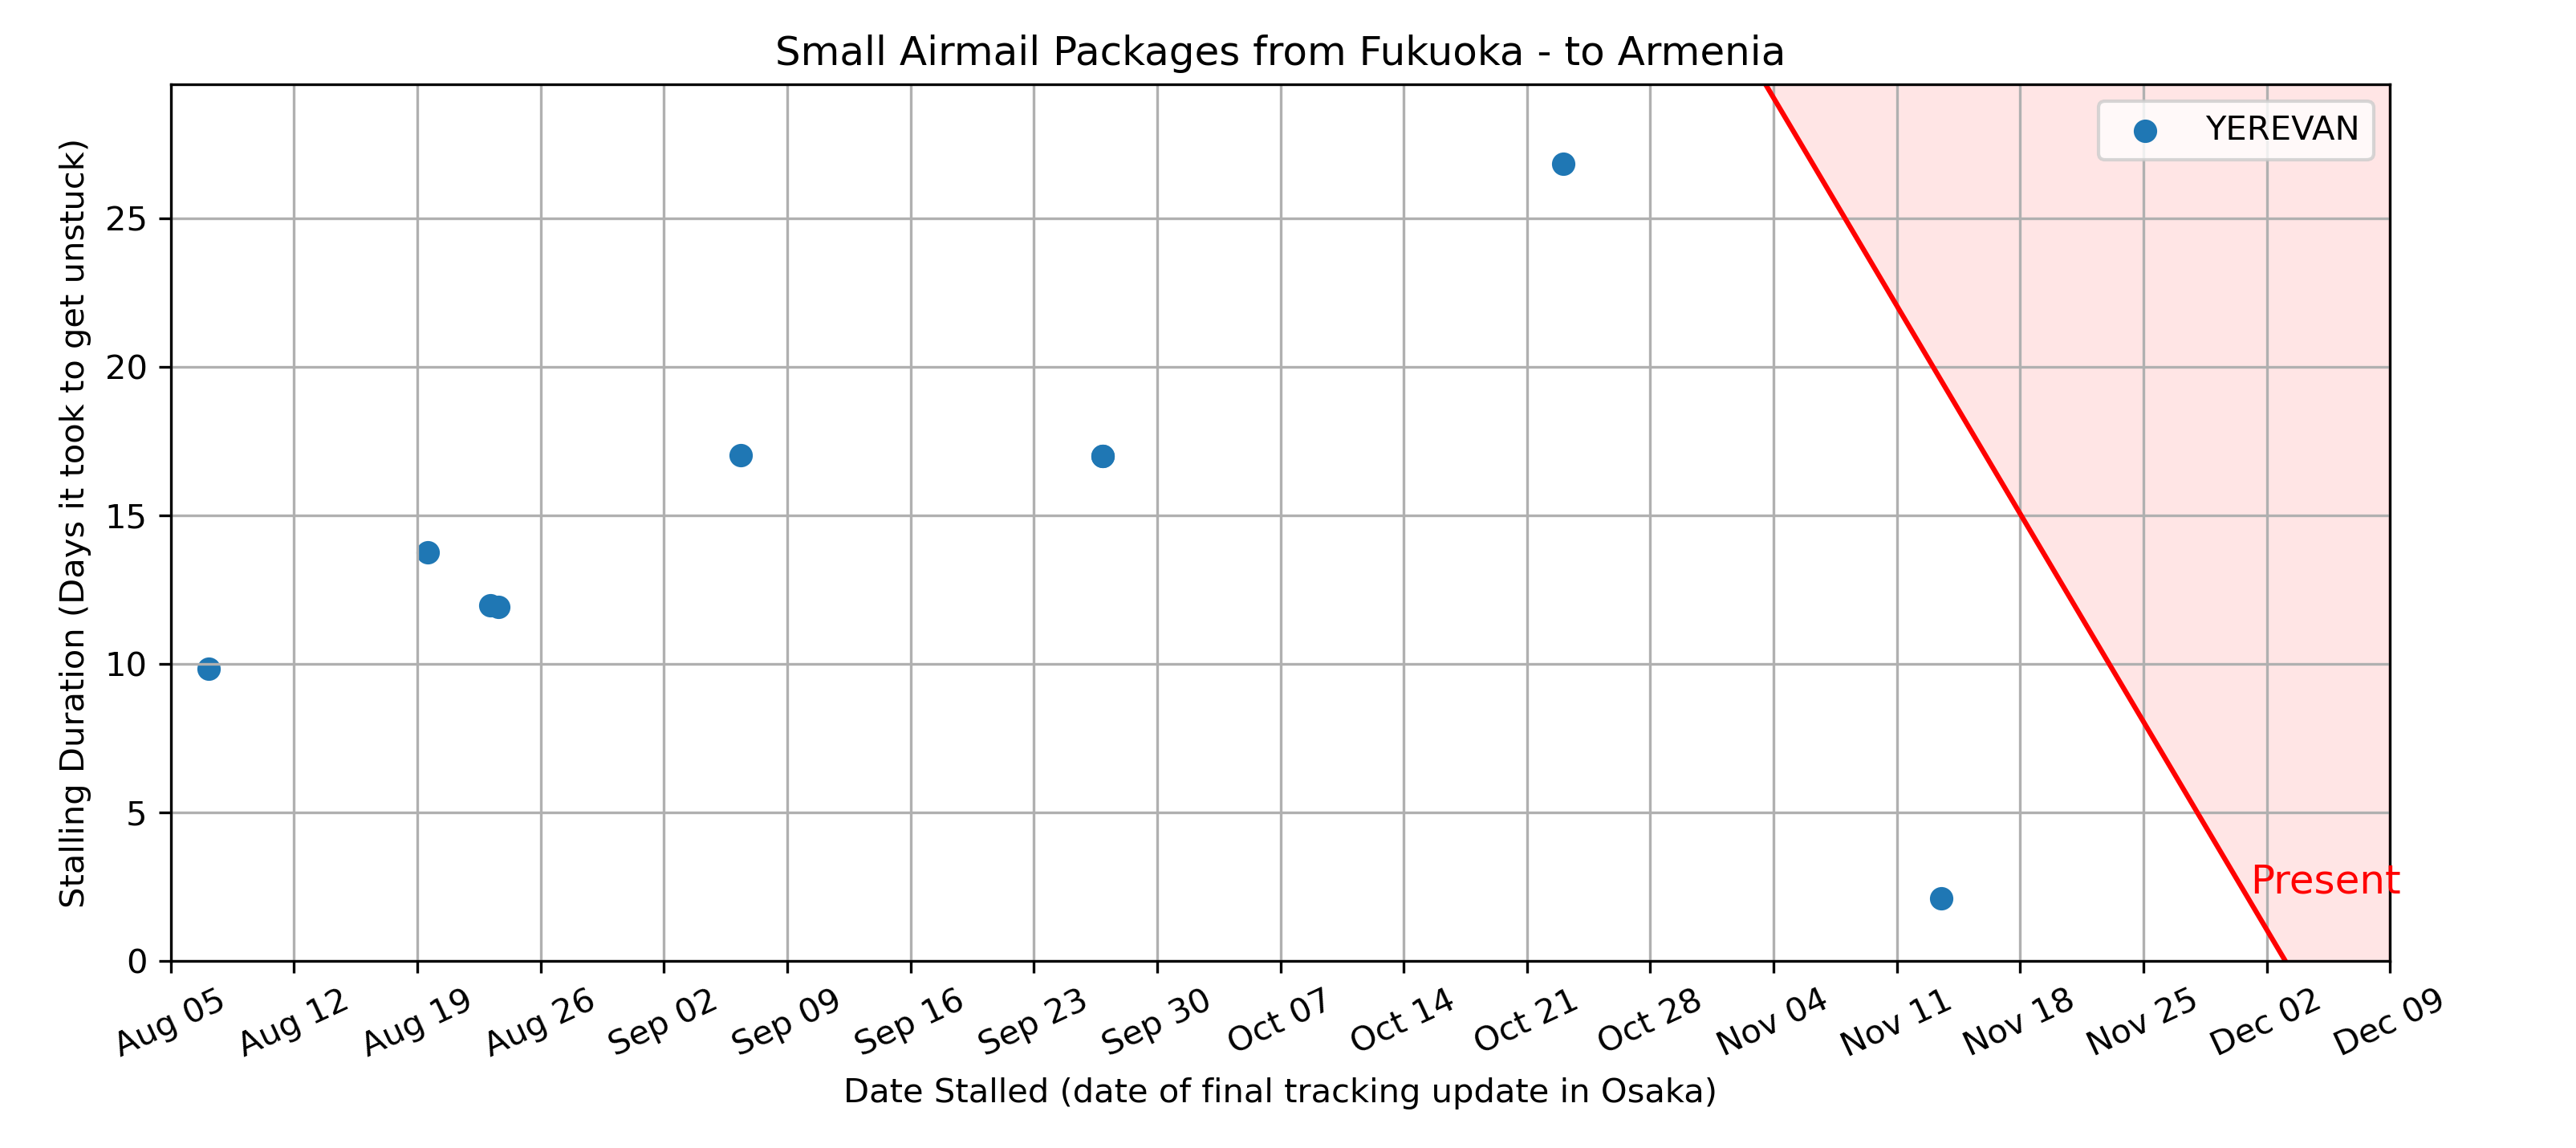 Small Airmail Packages from Fukuoka - to Armenia
YEREVAN
Stalling Duration (Days it took to get unstuck)
25
20
15
10
5
0
Present
Aug 05 Aug 12 Aug 19 Aug 26 Sep 02 Sep 09 Sep 16 Sep 23 Sep 30 Oct 07 Oct 14 Oct 21 Oct 28 Nov 04 Nov 11 Nov 18 Nov 25 Dec 02 Dec 09
Date Stalled (date of final tracking update in Osaka)